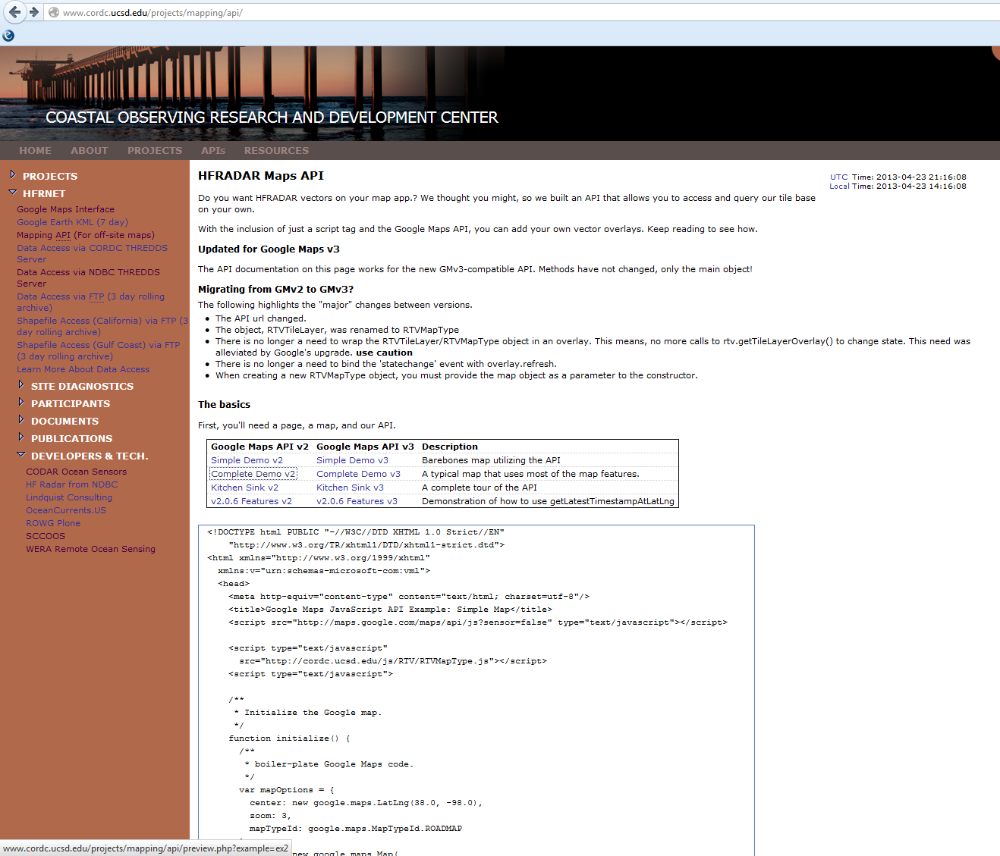 www.cordc.ucsd.edu/projects/mapping/api/
COASTAL OBSERVING RESEARCH AND DEVELOPMENT CENTER
HOME ABOUT PROJECTS APIs RESOURCES
PROJECTS
HFRNET
Google Maps Interface
Google Earth KML (7 day)
Mapping API (For off-site maps)
Data Access via CORDC THREDDS
Server
Data Access via NDBC THREDDS
Server
Data Access via FTP (3 day rolling
archive)
Shapefile Access (California) via FTP (3
day rolling archive)
Shapefile Access (Gulf Coast) via FTP
(3 day rolling archive)
Learn More About Data Access
SITE DIAGNOSTICS
PARTICIPANTS
DOCUMENTS
PUBLICATIONS
DEVELOPERS & TECH.
CODAR Ocean Sensors
HF Radar from NDBC
Lindquist Consulting
OceanCurrents.US
ROWG Plone
SCCOOS
WERA Remote Ocean Sensing
HFRADAR Maps API
UTC Time: 2013-04-23 21:16:08
Local Time: 2013-04-23 14:16:08
Do you want HFRADAR vectors on your map app.? We thought you might, so we built an API that allows you to access and query our tile base
on your own.
With the inclusion of just a script tag and the Google Maps API, you can add your own vector overlays. Keep reading to see how.
Updated for Google Maps v3
The API documentation on this page works for the new GMv3-compatible API. Methods have not changed, only the main object!
Migrating from GMv2 to GMv3?
The following highlights the "major" changes between versions.
• The API url changed.
• The object, RTVTileLayer, was renamed to RTVMapType
• There is no longer a need to wrap the RTVTileLayer/RTVMapType object in an overlay. This means, no more calls to rtv.getTileLayerOverlay() to change state. This need was
alleviated by Google's upgrade. use caution
• There is no longer a need to bind the 'statechange' event with overlay.refresh.
• When creating a new RTVMapType object, you must provide the map object as a parameter to the constructor.
The basics
First, you'll need a page, a map, and our API.
Google Maps API v2 Google Maps API v3 Description
Simple Demo v2 Simple Demo v3 Barebones map utilizing the API
Complete Demo v2 Complete Demo v3 A typical map that uses most of the map features.
Kitchen Sink v2 Kitchen Sink v3 A complete tour of the API
v2.0.6 Features v2 v2.0.6 Features v3 Demonstration of how to use getLatestTimestampAtLatLng
<!DOCTYPE html PUBLIC "-//W3C//DTD XHTML 1.0 Strict//EN"
"http://www.w3.org/TR/xhtml1/DTD/xhtml1-strict.dtd">
<html xmlns="http://www.w3.org/1999/xhtml"
xmlns:v="urn:schemas-microsoft-com:vml">
<head>
<meta http-equiv="content-type" content="text/html; charset=utf-8"/>
<title>Google Maps JavaScript API Example: Simple Map</title>
<script src="http://maps.google.com/maps/api/js?sensor=false" type="text/javascript"></script>
<script type="text/javascript"
src="http://cordc.ucsd.edu/js/RTV/RTVMapType.js"></script>
<script type="text/javascript">
/**
* Initialize the Google map.
*/
function initialize() {
/**
* boiler-plate Google Maps code.
*/
var mapOptions = {
center: new google.maps.LatLng(38.0, -98.0),
zoom: 3,
mapTypeId: google.maps.MapTypeId.ROADMAP
new google.maps.Map(
www.cordc.ucsd.edu/projects/mapping/api/preview.php?example=ex2